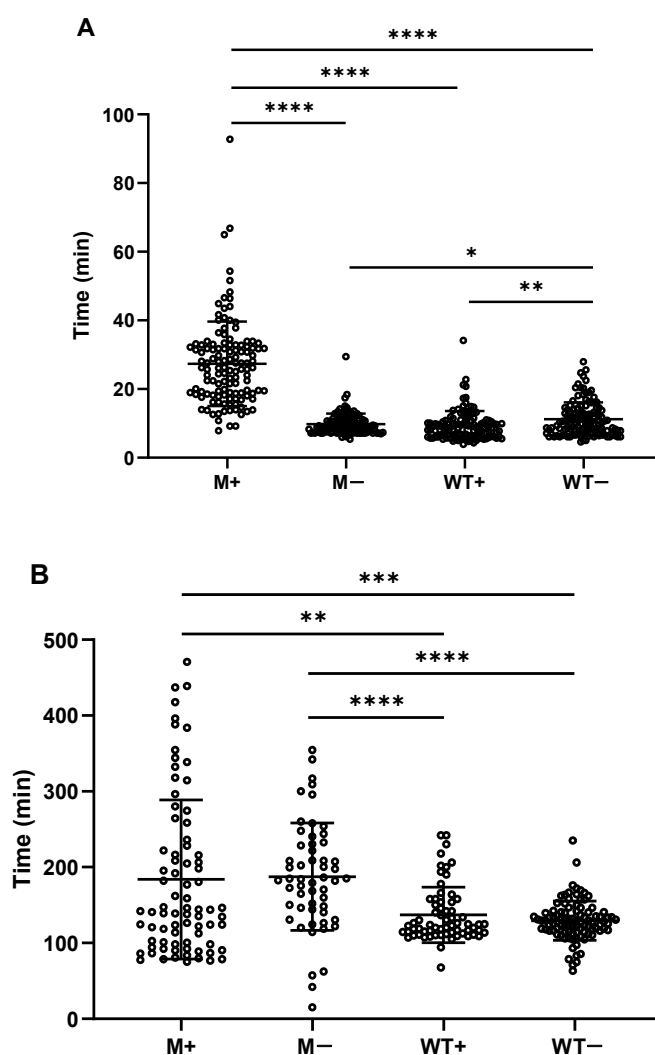 A
****
****
****
100
80
60
40
20
0
Time (min)
*
**
M+
M—
WT+
WT—
B
***
**
****
****
500
400
300
200
100
0
Time (min)
M+
M—
WT+
WT—